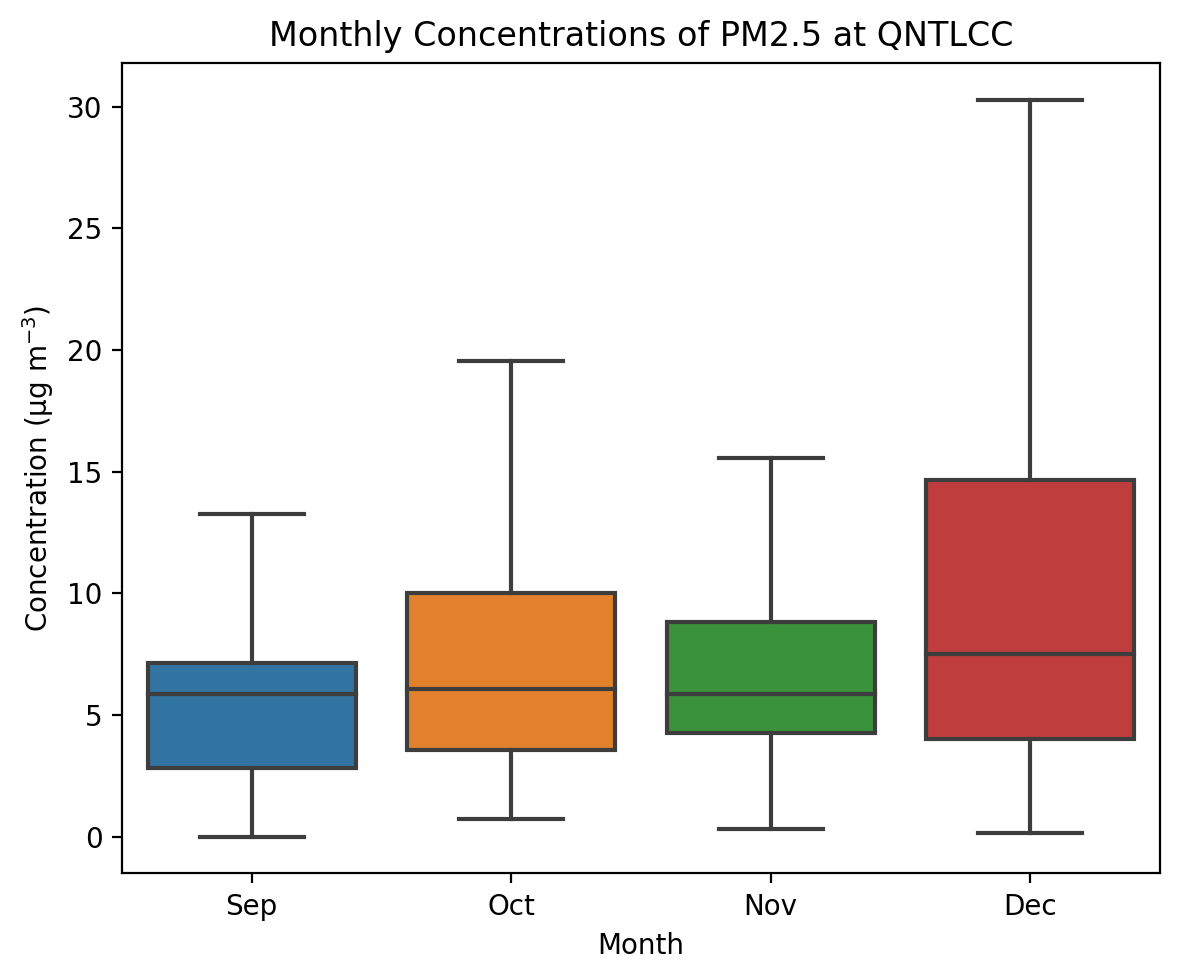 Monthly Concentrations of PM2.5 at QNTLCC
Concentration (µg m⁻³)
30
25
20
15
10
5
0
Sep Oct Nov Dec
Month